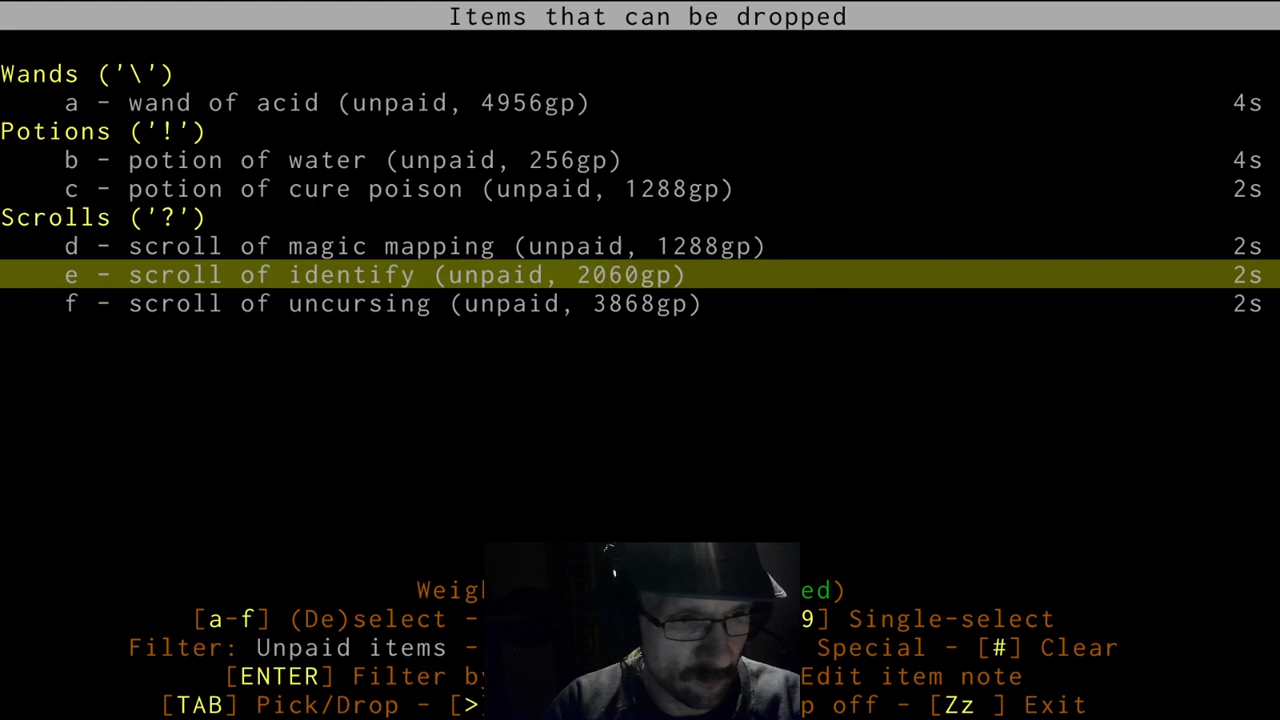 Items that can be dropped
Wands ('\')
a - wand of acid (unpaid, 4956gp) 4s
Potions ('!')
b - potion of water (unpaid, 256gp) 4s
c - potion of cure poison (unpaid, 1288gp) 2s
Scrolls ('?')
d - scroll of magic mapping (unpaid, 1288gp) 2s
e - scroll of identify (unpaid, 2060gp) 2s
f - scroll of uncursing (unpaid, 3868gp) 2s
[a-f] (De)select - 9] Single-select
Filter: Unpaid items - Special - [#] Clear
[ENTER] Filter Edit item note
[TAB] Pick/Drop - [> off - [Zz ] Exit